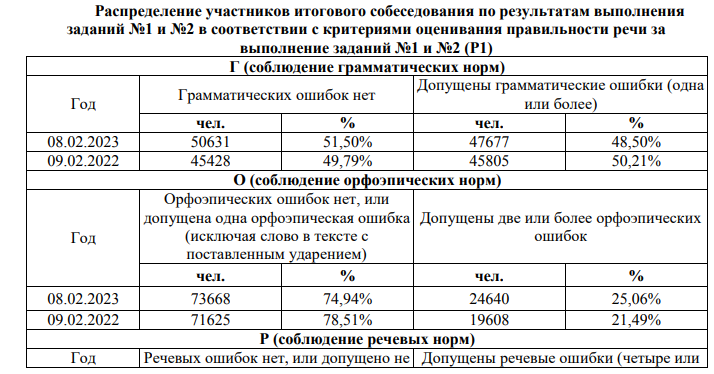 Распределение участников итогового собеседования по результатам выполнения
заданий №1 и №2 в соответствии с критериями оценивания правильности речи за
выполнение заданий №1 и №2 (Р1)
Г (соблюдение грамматических норм)
Год
Грамматических ошибок нет
Допущены грамматические ошибки (одна
или более)
чел. % чел. %
08.02.2023 50631 51,50% 47677 48,50%
09.02.2022 45428 49,79% 45805 50,21%
О (соблюдение орфоэпических норм)
Год
Орфоэпических ошибок нет, или
допущена одна орфоэпическая ошибка
(исключая слово в тексте с
поставленным ударением)
Допущены две или более орфоэпических
ошибок
чел. % чел. %
08.02.2023 73668 74,94% 24640 25,06%
09.02.2022 71625 78,51% 19608 21,49%
Р (соблюдение речевых норм)
Год Речевых ошибок нет, или допущено не Допущены речевые ошибки (четыре или